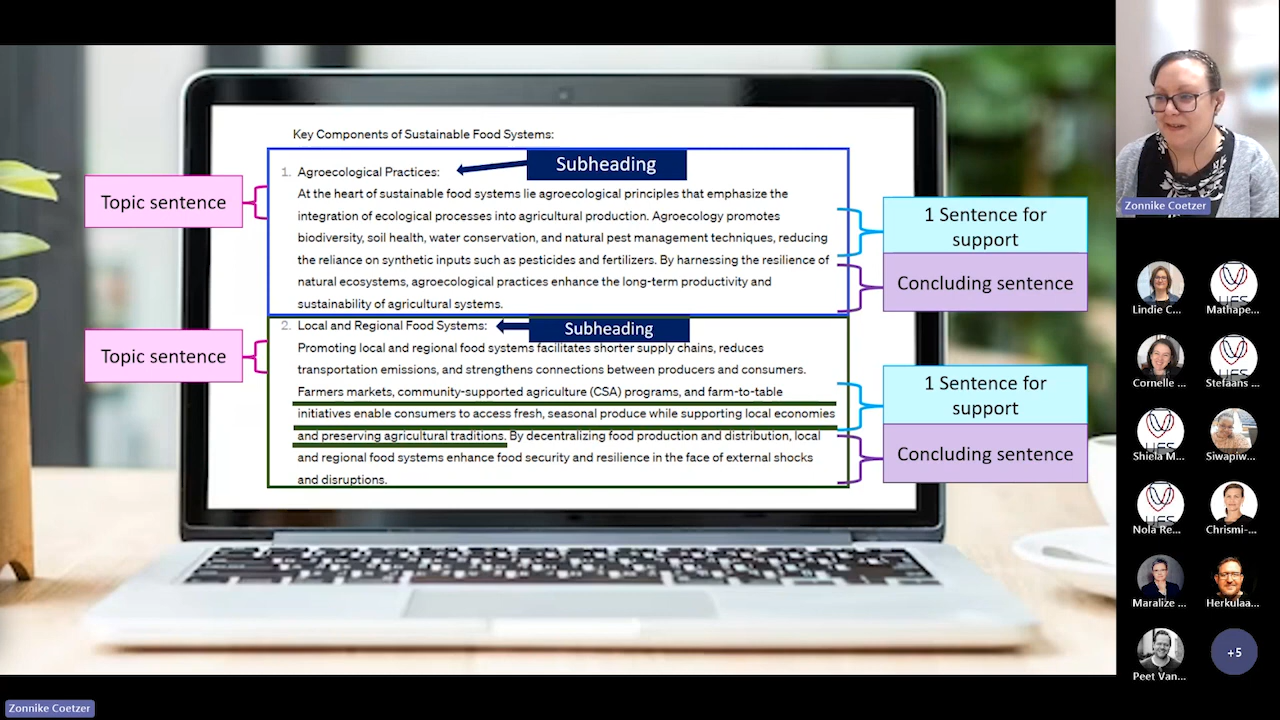 Key Components of Sustainable Food Systems:
1. Agroecological Practices:
Subheading
Topic sentence
At the heart of sustainable food systems lie agroecological principles that emphasize the
integration of ecological processes into agricultural production. Agroecology promotes
biodiversity, soil health, water conservation, and natural pest management techniques, reducing
the reliance on synthetic inputs such as pesticides and fertilizers. By harnessing the resilience of
natural ecosystems, agroecological practices enhance the long-term productivity and
sustainability of agricultural systems.
1 Sentence for
support
Concluding sentence
2. Local and Regional Food Systems:
Subheading
Topic sentence
Promoting local and regional food systems facilitates shorter supply chains, reduces
transportation emissions, and strengthens connections between producers and consumers.
Farmers markets, community-supported agriculture (CSA) programs, and farm-to-table
initiatives enable consumers to access fresh, seasonal produce while supporting local economies
and preserving agricultural traditions. By decentralizing food production and distribution, local
and regional food systems enhance food security and resilience in the face of external shocks
and disruptions.
1 Sentence for
support
Concluding sentence
Zonnike Coetzer
Lindie C...
Mathape...
Cornelle ...
Stefaans ...
Shiela M...
Siwapiw...
Nola Re...
Chrismi-...
Maralize ...
Herkulaa...
Peet Van...
+5
Zonnike Coetzer